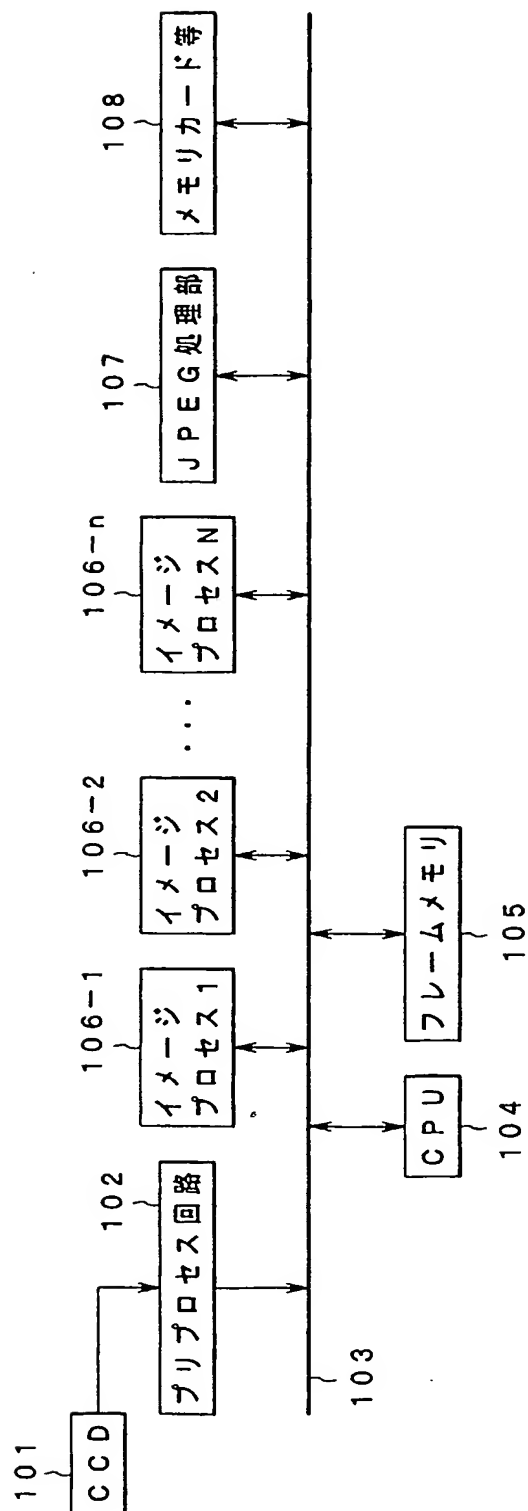 101
CCD
102
プリプロセス回路
103
106-1
イメージ
プロセス1
106-2
イメージ
プロセス2
...
106-n
イメージ
プロセスN
107
JPEG処理部
108
メモリカード等
CPU
104
フレームメモリ
105